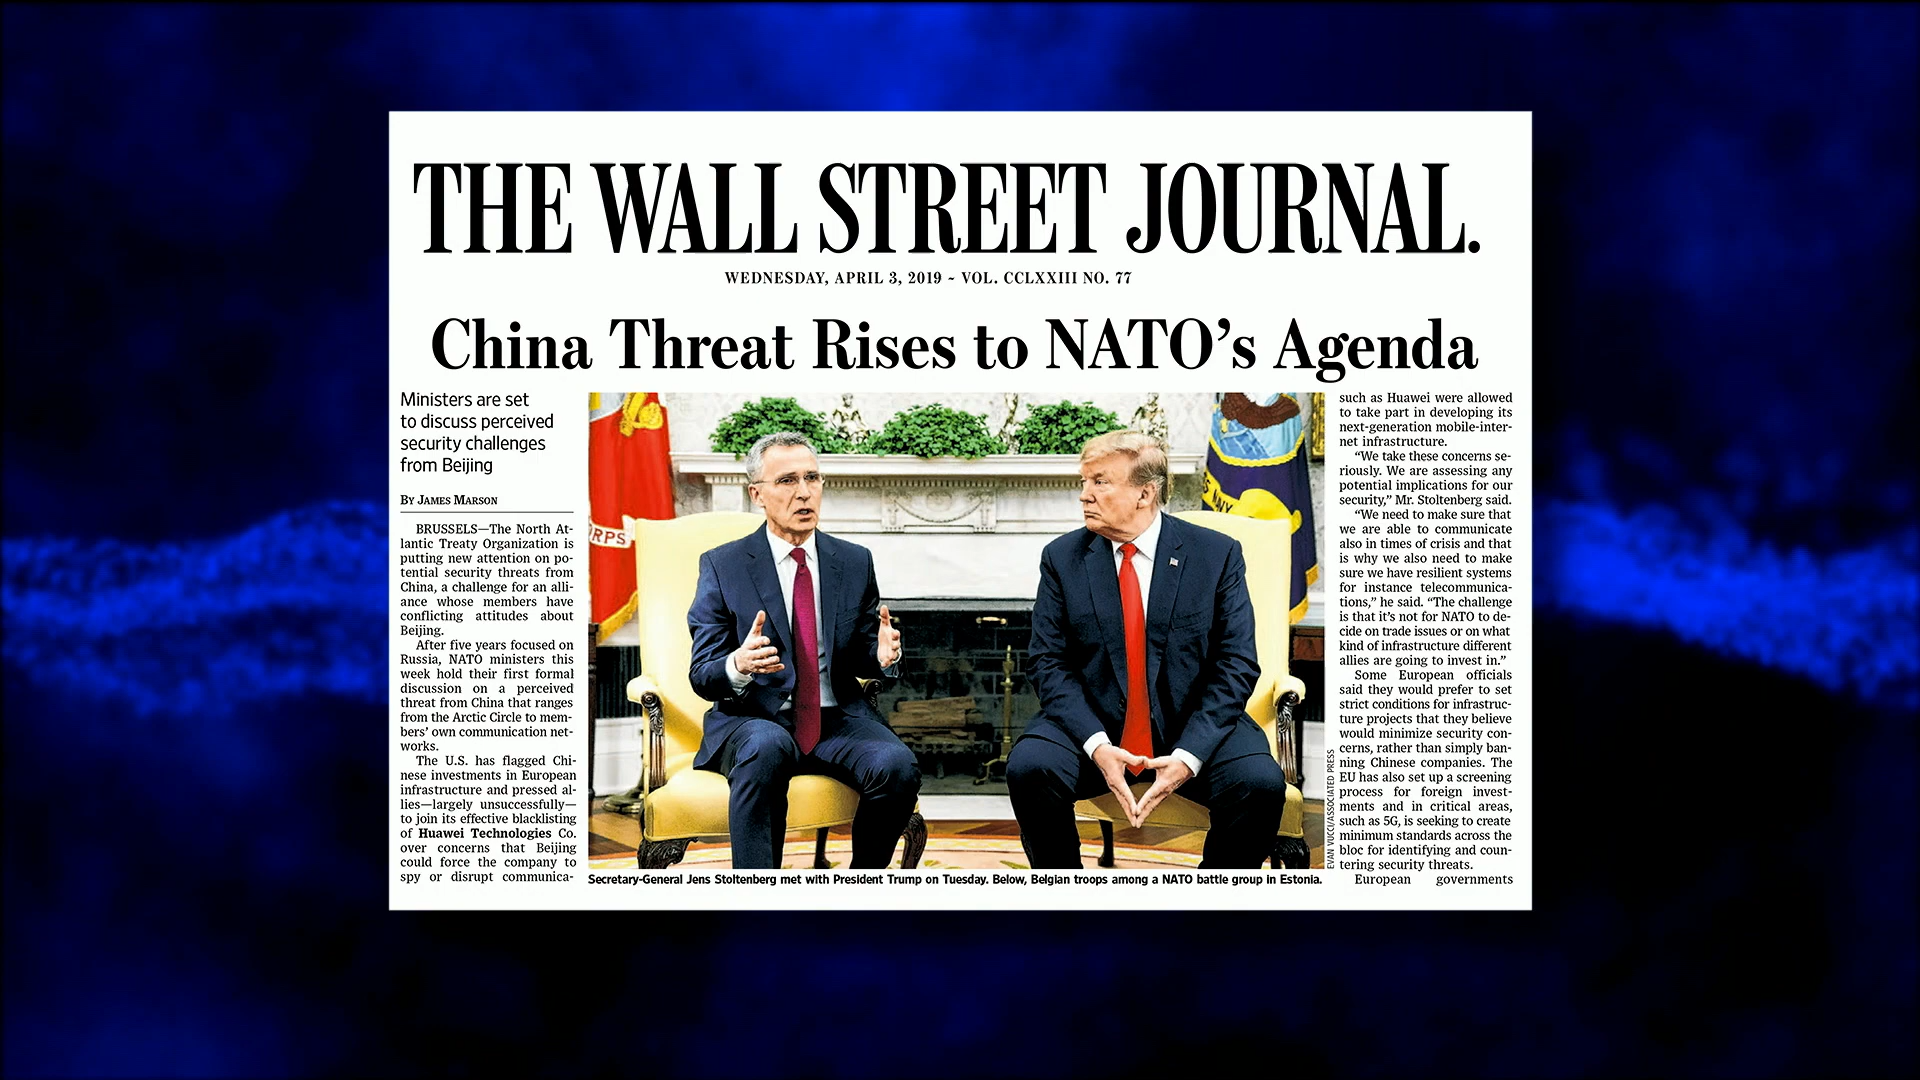 THE WALL STREET JOURNAL.
WEDNESDAY, APRIL 3, 2019 ~ VOL. CCLXXIII NO. 77
China Threat Rises to NATO's Agenda
Ministers are set
to discuss perceived
security challenges
from Beijing
BY JAMES MARSON
BRUSSELS—The North At-
lantic Treaty Organization is
putting new attention on po-
tential security threats from
China, a challenge for an alli-
ance whose members have
conflicting attitudes about
Beijing.
After five years focused on
Russia, NATO ministers this
week hold their first formal
discussion on a perceived
threat from China that ranges
from the Arctic Circle to mem-
bers' own communication net-
works.
The U.S. has flagged Chi-
nese investments in European
infrastructure and pressed al-
lies—largely unsuccessfully—
to join its effective blacklisting
of Huawei Technologies Co.
over concerns that Beijing
could force the company to
spy or disrupt communica-
RPS
NAVY
EVAN VUCCI/ASSOCIATED PRESS
Secretary-General Jens Stoltenberg met with President Trump on Tuesday. Below, Belgian troops among a NATO battle group in Estonia.
such as Huawei were allowed
to take part in developing its
next-generation mobile-inter-
net infrastructure.
“We take these concerns se-
riously. We are assessing any
potential implications for our
security,” Mr. Stoltenberg said.
“We need to make sure that
we are able to communicate
also in times of crisis and that
is why we also need to make
sure we have resilient systems
for instance telecommunica-
tions,” he said. “The challenge
is that it's not for NATO to de-
cide on trade issues or on what
kind of infrastructure different
allies are going to invest in.”
Some European officials
said they would prefer to set
strict conditions for infrastruc-
ture projects that they believe
would minimize security con-
cerns, rather than simply ban-
ning Chinese companies. The
EU has also set up a screening
process for foreign invest-
ments and in critical areas,
such as 5G, is seeking to create
minimum standards across the
bloc for identifying and coun-
tering security threats.
European governments